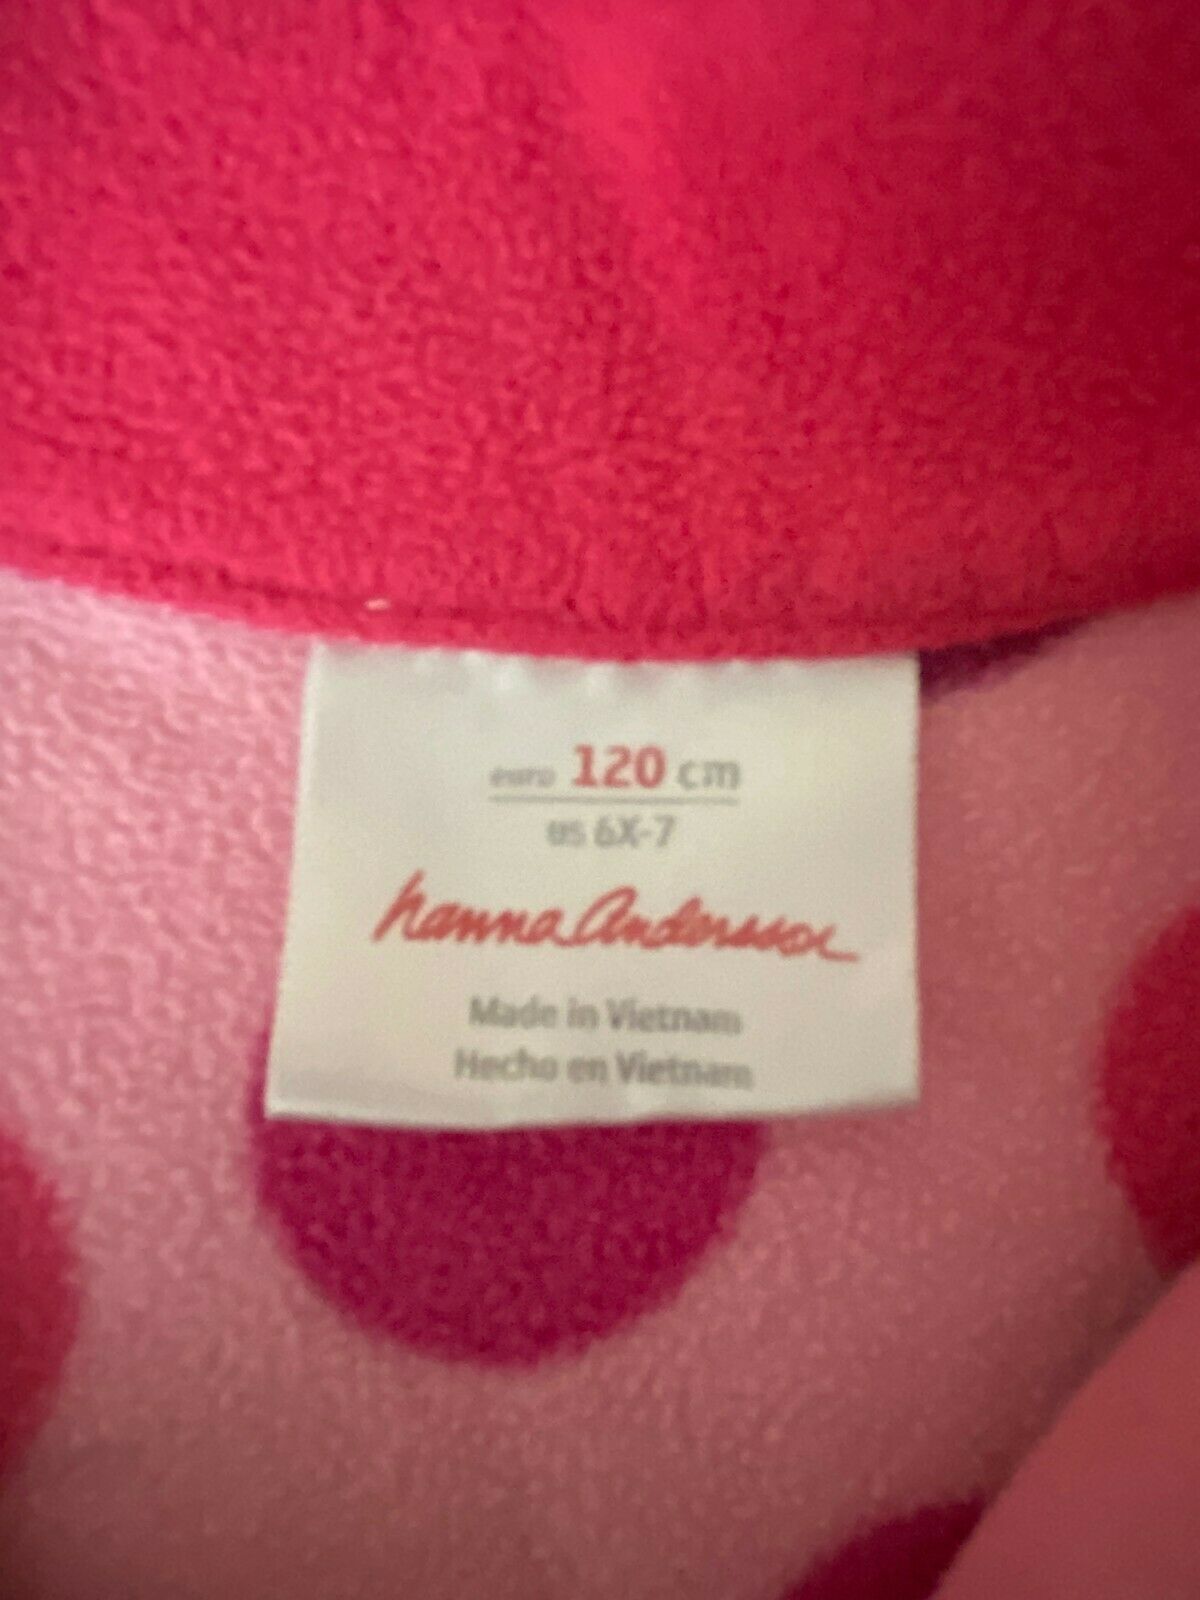 euro 120 cm
us 6X-7
hanna Andersson
Made in Vietnam
Hecho en Vietnam